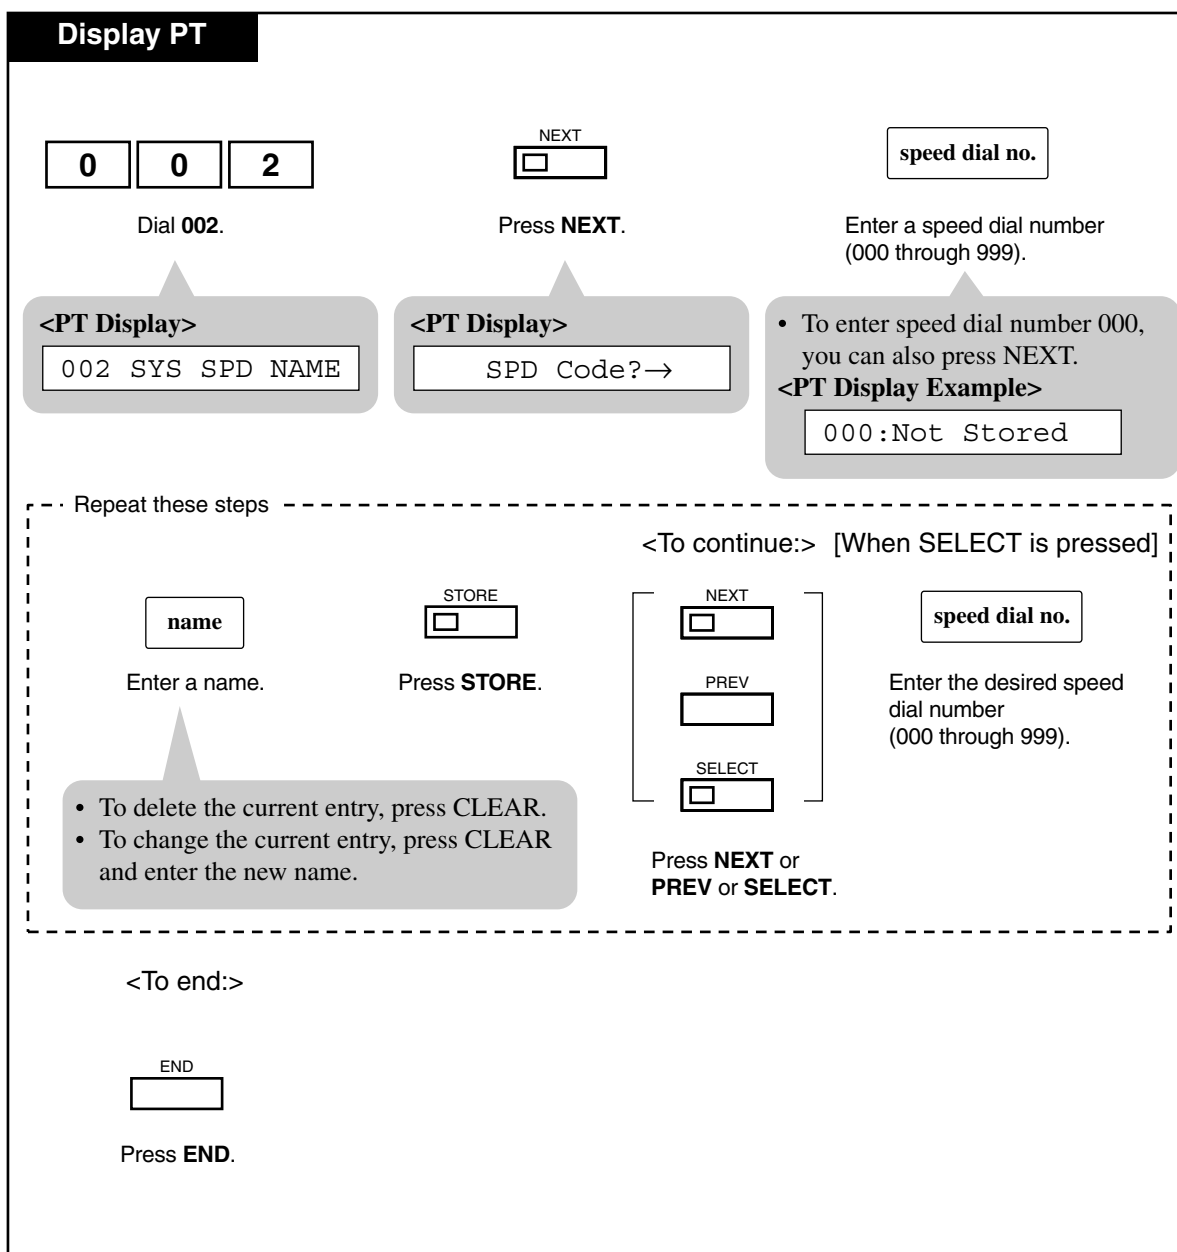 Display PT
0 0 2
Dial 002.
<PT Display>
002 SYS SPD NAME
NEXT
Press NEXT.
<PT Display>
SPD Code?→
speed dial no.
Enter a speed dial number
(000 through 999).
• To enter speed dial number 000,
you can also press NEXT.
<PT Display Example>
000:Not Stored
Repeat these steps
<To continue:> [When SELECT is pressed]
name
Enter a name.
• To delete the current entry, press CLEAR.
• To change the current entry, press CLEAR
and enter the new name.
STORE
Press STORE.
NEXT
PREV
SELECT
Press NEXT or
PREV or SELECT.
speed dial no.
Enter the desired speed
dial number
(000 through 999).
<To end:>
END
Press END.